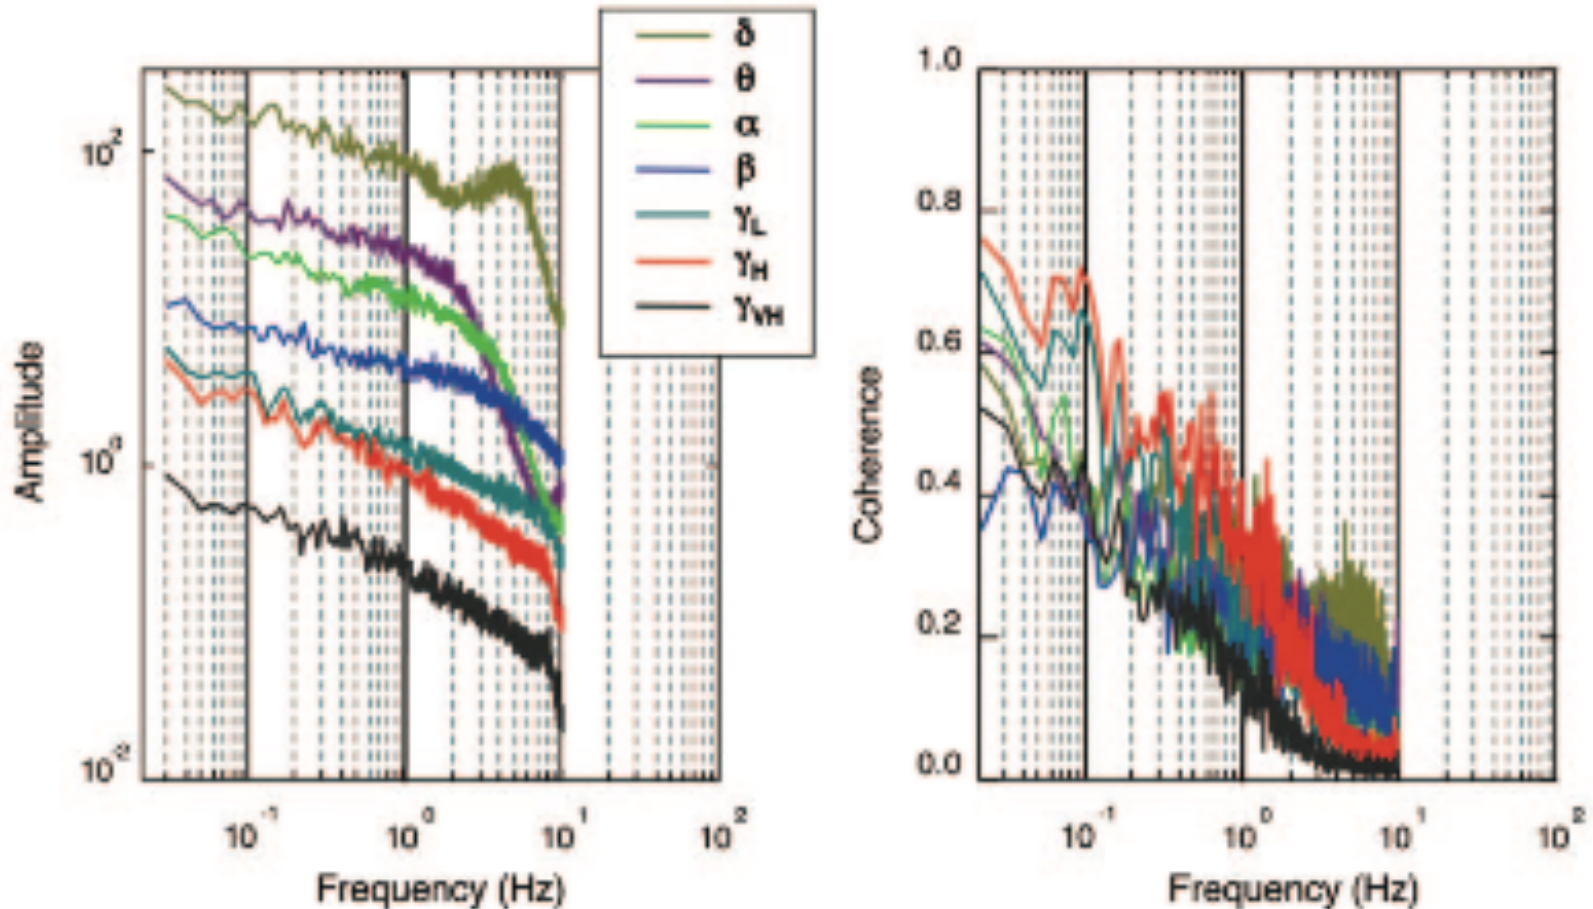 δ
θ
α
β
γL
γH
γVH
10²
10⁰
10⁻²
Amplitude
10⁻¹ 10⁰ 10¹ 10²
Frequency (Hz)
1.0
0.8
0.6
0.4
0.2
0.0
Coherence
10⁻¹ 10⁰ 10¹ 10²
Frequency (Hz)